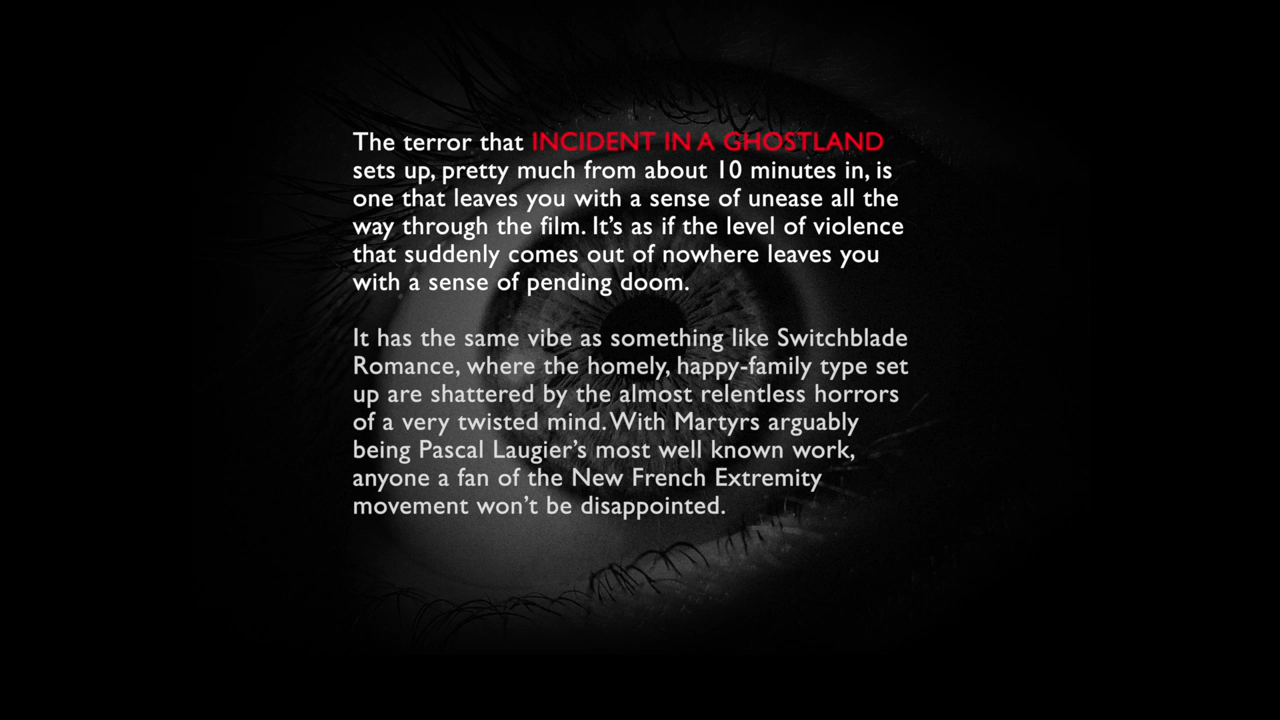 The terror that INCIDENT IN A GHOSTLAND
sets up, pretty much from about 10 minutes in, is
one that leaves you with a sense of unease all the
way through the film. It’s as if the level of violence
that suddenly comes out of nowhere leaves you
with a sense of pending doom.
It has the same vibe as something like Switchblade
Romance, where the homely, happy-family type set
up are shattered by the almost relentless horrors
of a very twisted mind. With Martyrs arguably
being Pascal Laugier’s most well known work,
anyone a fan of the New French Extremity
movement won’t be disappointed.